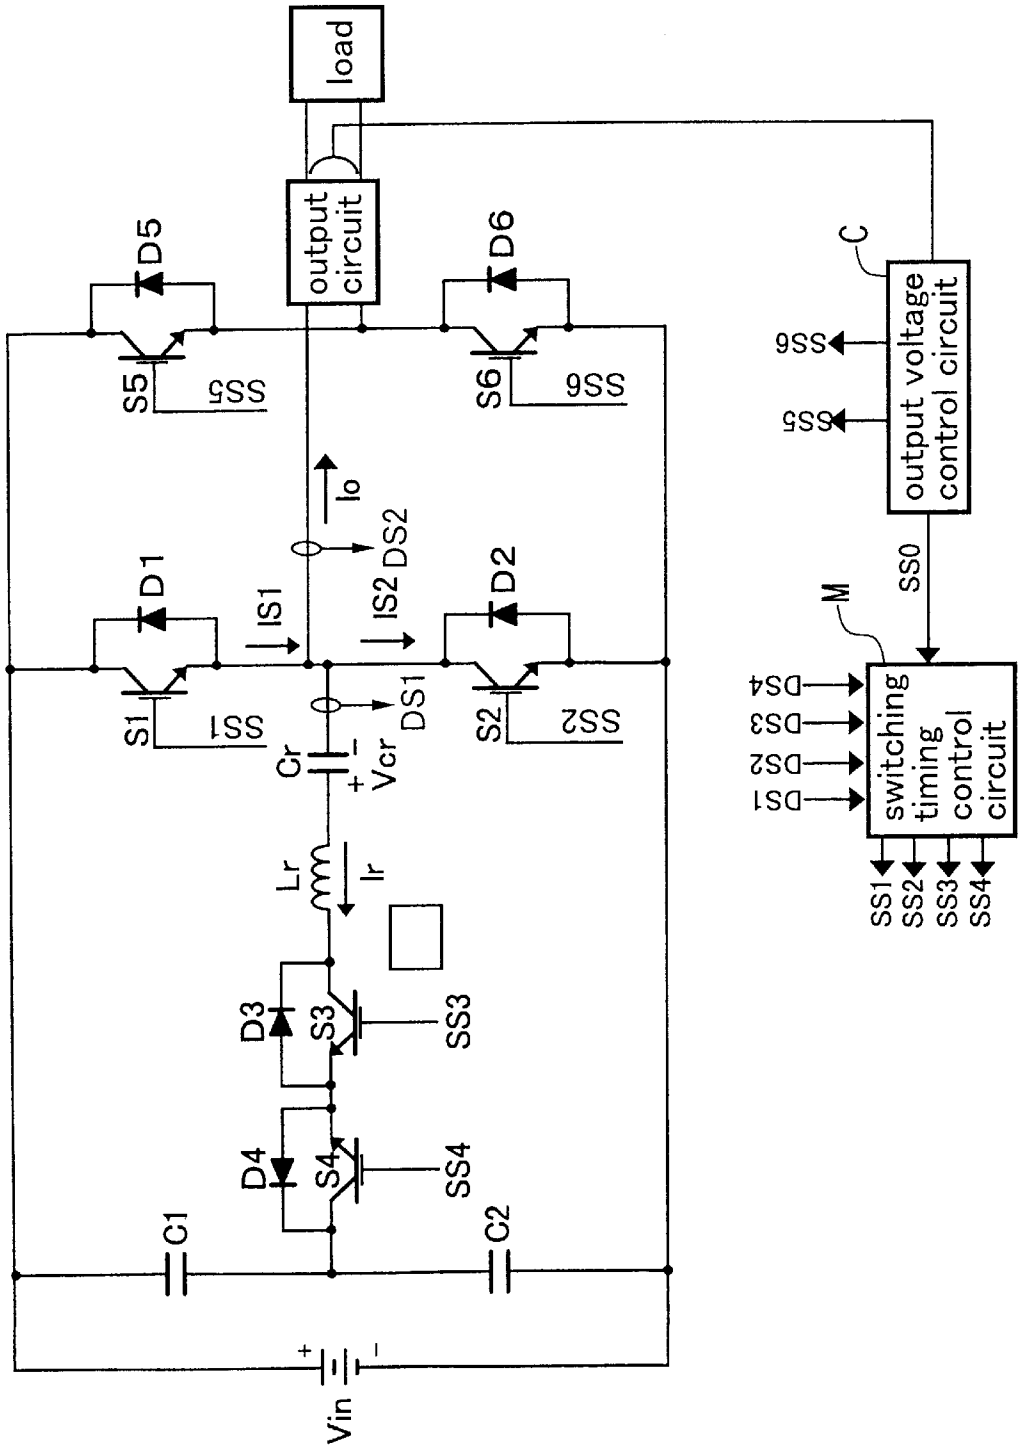 load
output
circuit
D5
S5
SS5
D6
S6
SS6
Io
DS2
D1
S1
SS1
IS1
IS2
D2
S2
SS2
DS1
Cr
+
-
Vcr
Lr
Ir
D3
S3
SS3
D4
S4
SS4
C1
C2
+
-
Vin
C
output voltage
control circuit
SS6
SS5
SS0
M
switching
timing
control
circuit
DS4
DS3
DS2
DS1
SS1
SS2
SS3
SS4